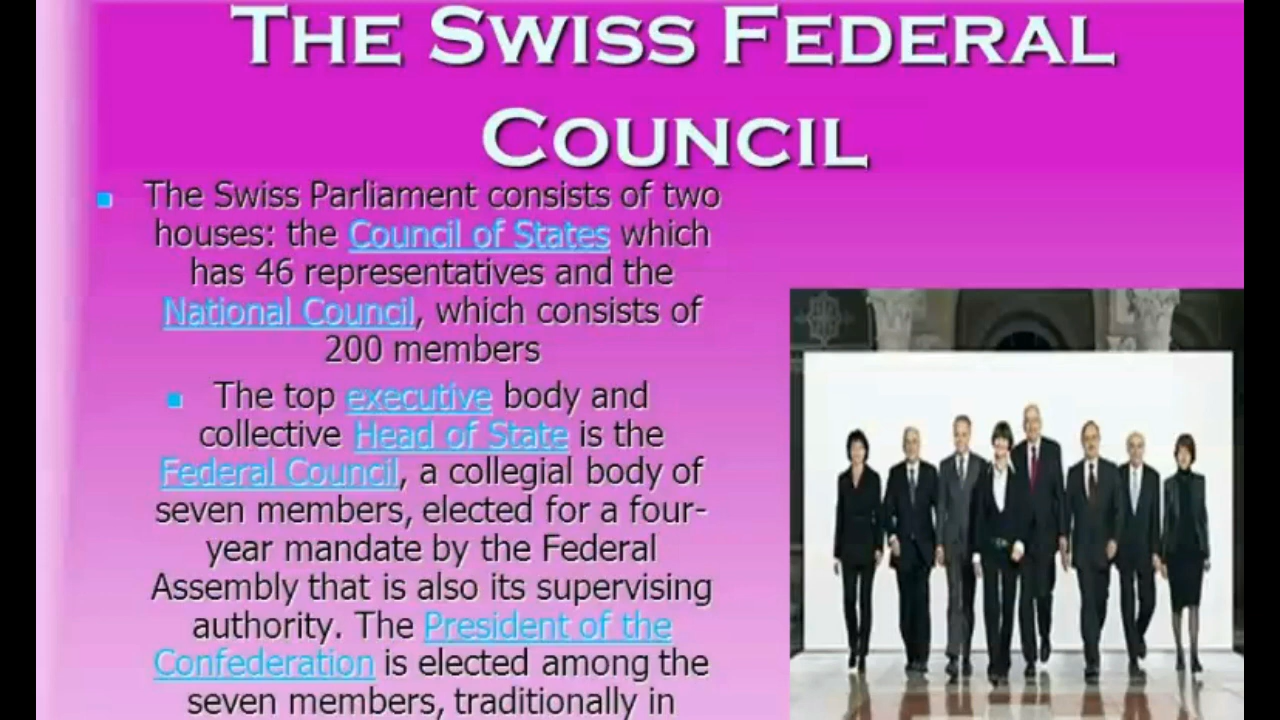 THE SWISS FEDERAL
COUNCIL
The Swiss Parliament consists of two
houses: the Council of States which
has 46 representatives and the
National Council, which consists of
200 members
The top executive body and
collective Head of State is the
Federal Council, a collegial body of
seven members, elected for a four-
year mandate by the Federal
Assembly that is also its supervising
authority. The President of the
Confederation is elected among the
seven members, traditionally in